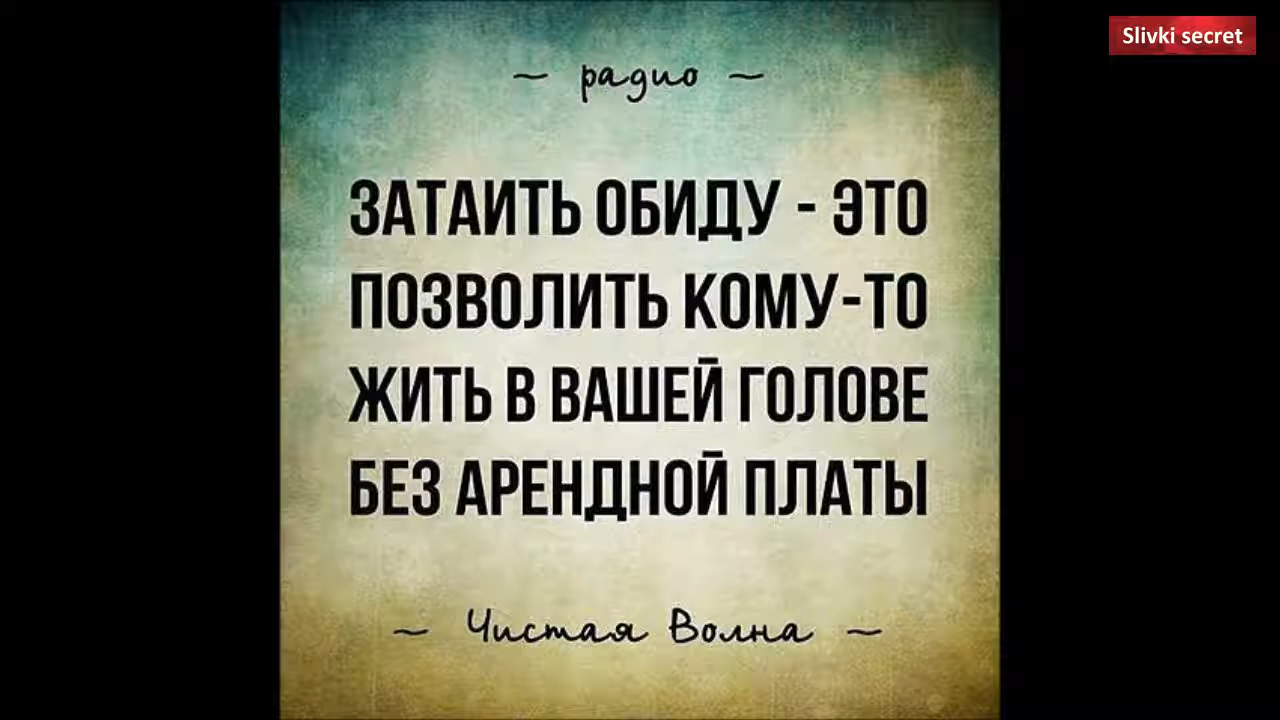 Slivki secret
~ радио ~
ЗАТАИТЬ ОБИДУ - ЭТО
ПОЗВОЛИТЬ КОМУ-ТО
ЖИТЬ В ВАШЕЙ ГОЛОВЕ
БЕЗ АРЕНДНОЙ ПЛАТЫ
~ Чистая Волна ~